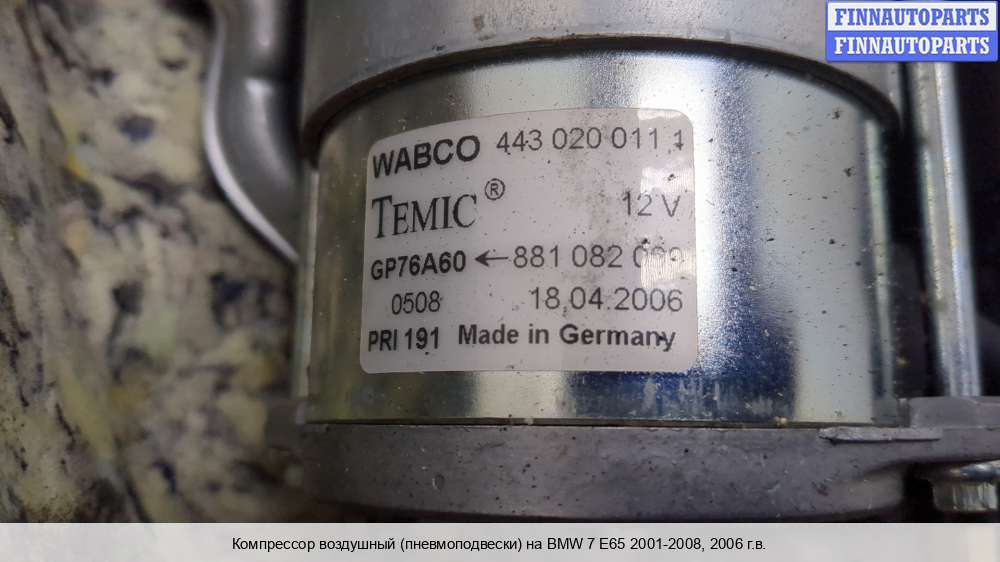 FINNAUTOPARTS
FINNAUTOPARTS
WABCO 443 020 011 1
TEMIC ® 12 V
GP76A60 ←881 082
0508 18.04.2006
PRI 191 Made in Germany
Компрессор воздушный (пневмоподвески) на BMW 7 E65 2001-2008, 2006 г.в.